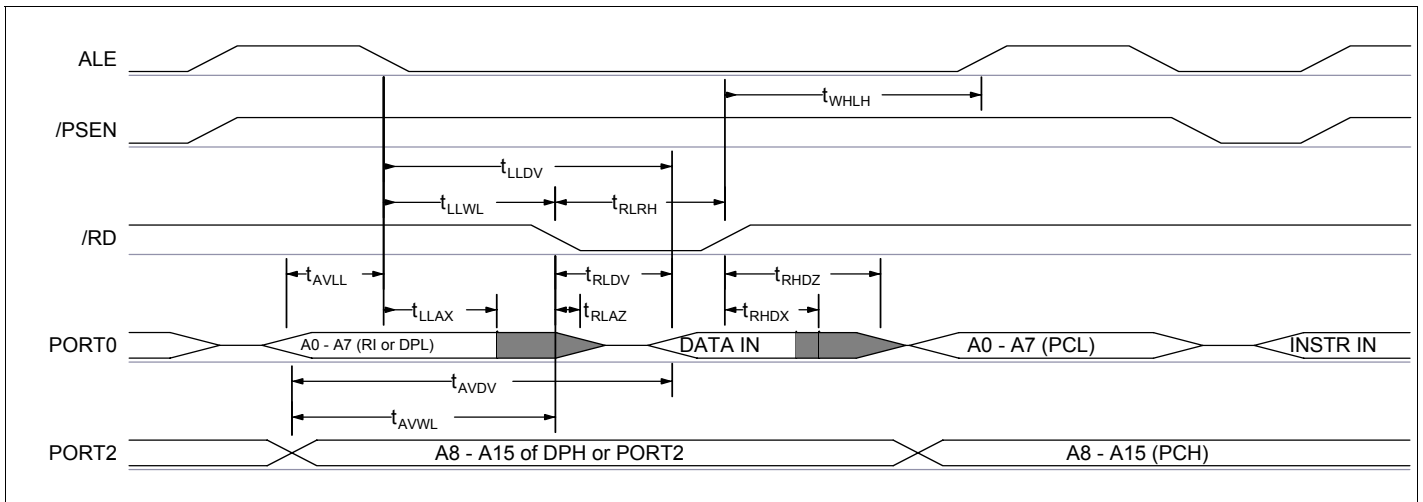 ALE
tWHLH
/PSEN
tLLDV
tLLWL
tRLRH
/RD
tAVLL
tRLDV
tRHDZ
tLLAX
tRLAZ
tRHDX
PORT0
A0 - A7 (RI or DPL)
DATA IN
A0 - A7 (PCL)
INSTR IN
tAVDV
tAVWL
PORT2
A8 - A15 of DPH or PORT2
A8 - A15 (PCH)